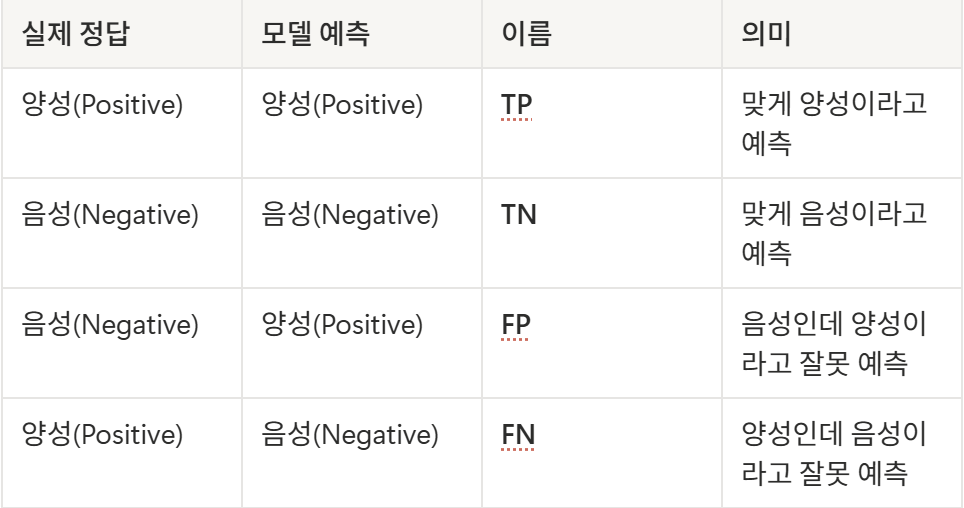 실제 정답 모델 예측 이름 의미
양성(Positive) 양성(Positive) TP 맞게 양성이라고
예측
음성(Negative) 음성(Negative) TN 맞게 음성이라고
예측
음성(Negative) 양성(Positive) FP 음성인데 양성이
라고 잘못 예측
양성(Positive) 음성(Negative) FN 양성인데 음성이
라고 잘못 예측